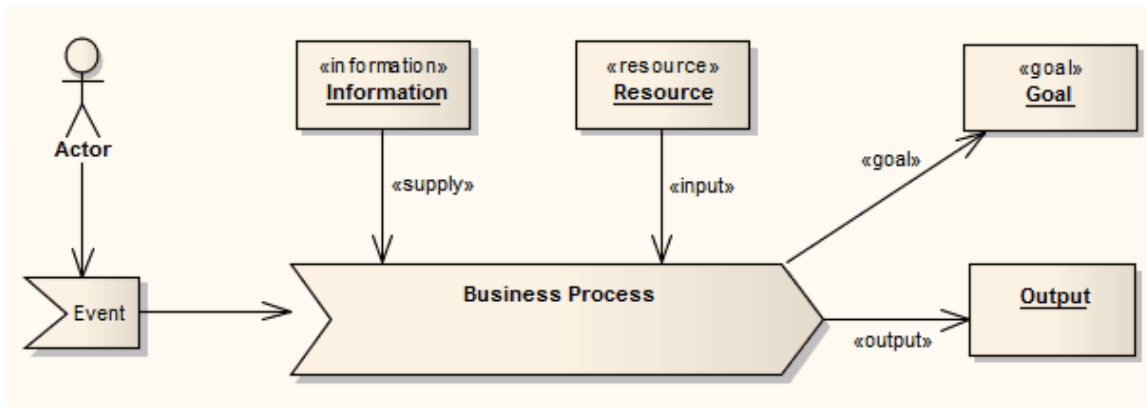 «information»
Information
«resource»
Resource
«goal»
Goal
Actor
«supply»
«input»
«goal»
Event
Business Process
Output
«output»